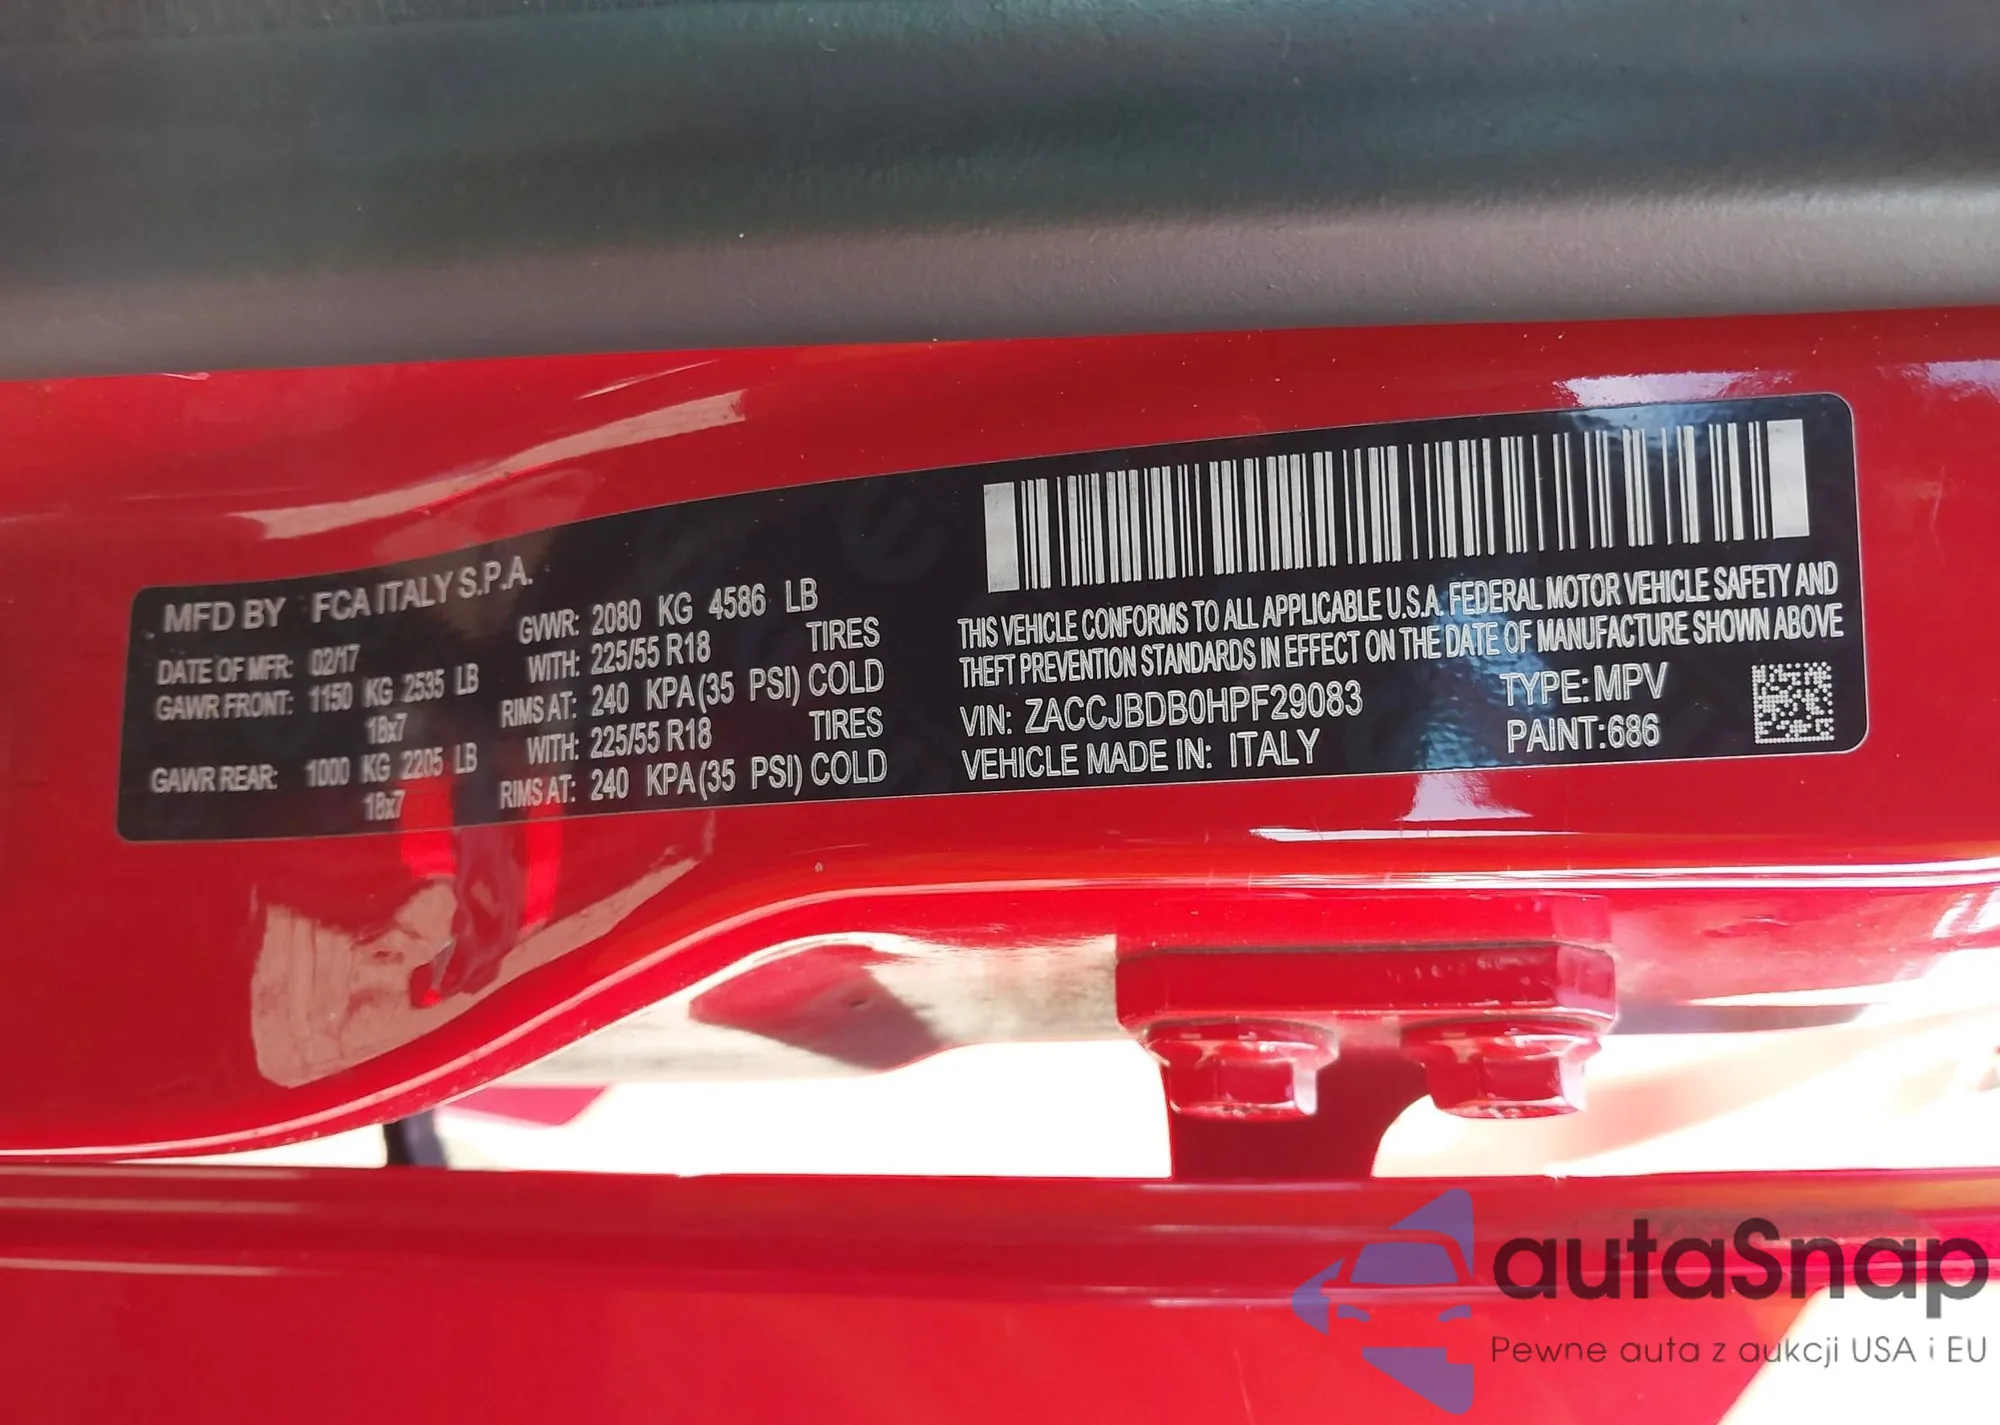 MFD BY FCA ITALY S.P.A.
DATE OF MFR: 02/17
GVWR: 2080 KG 4586 LB
GAWR FRONT: 1150 KG 2535 LB WITH: 225/55 R18 TIRES
18x7 RIMS AT: 240 KPA (35 PSI) COLD
GAWR REAR: 1000 KG 2205 LB WITH: 225/55 R18 TIRES
18x7 RIMS AT: 240 KPA (35 PSI) COLD
THIS VEHICLE CONFORMS TO ALL APPLICABLE U.S.A. FEDERAL MOTOR VEHICLE SAFETY AND
THEFT PREVENTION STANDARDS IN EFFECT ON THE DATE OF MANUFACTURE SHOWN ABOVE
VIN: ZACCJBDB0HPF29083 TYPE: MPV
VEHICLE MADE IN: ITALY PAINT:686
autaSnap
Pewne auta z aukcji USA i EU